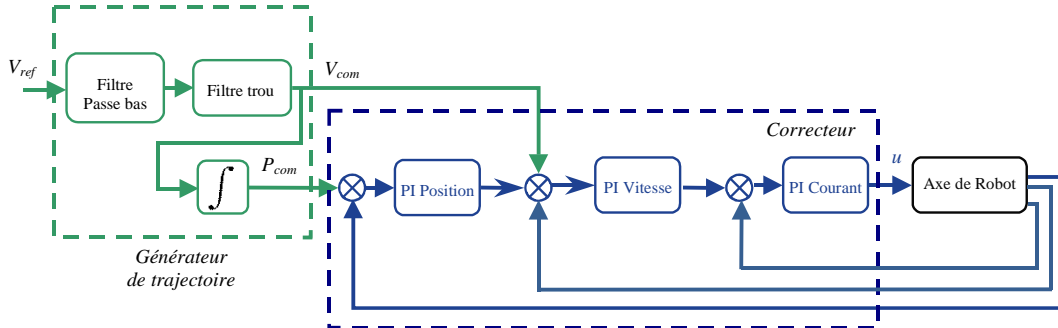 V_ref
Filtre
Passe bas
Filtre trou
V_com
∫
P_com
Générateur
de trajectoire
Correcteur
PI Position
PI Vitesse
PI Courant
u
Axe de Robot